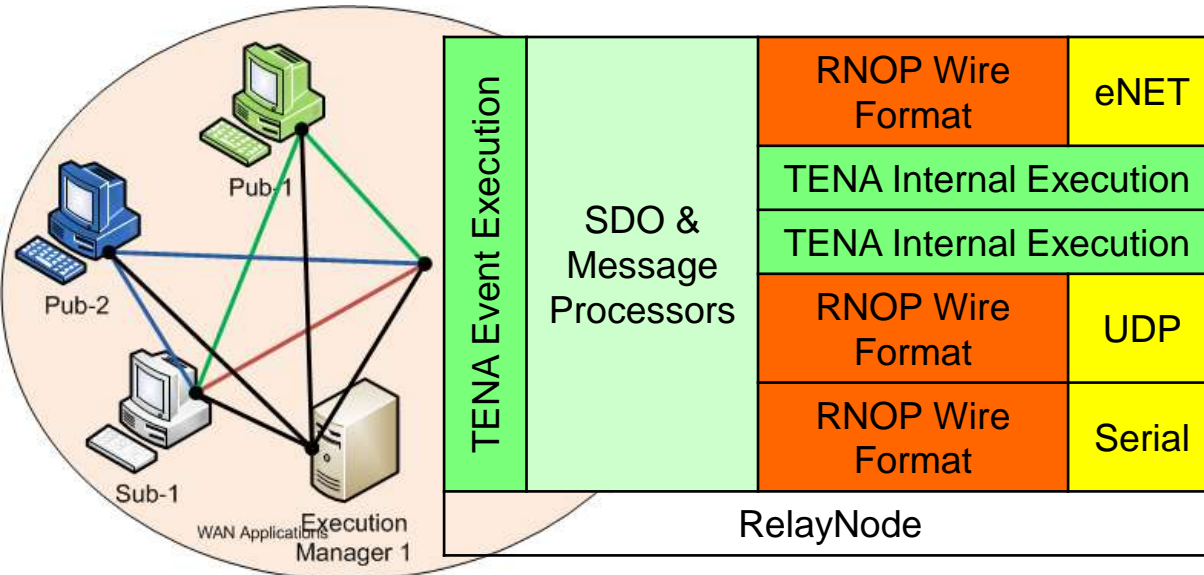 Pub-1
Pub-2
Sub-1
WAN Applications
Execution
Manager 1
TENA Event Execution
SDO &
Message
Processors
RNOP Wire
Format
eNET
TENA Internal Execution
TENA Internal Execution
RNOP Wire
Format
UDP
RNOP Wire
Format
Serial
RelayNode